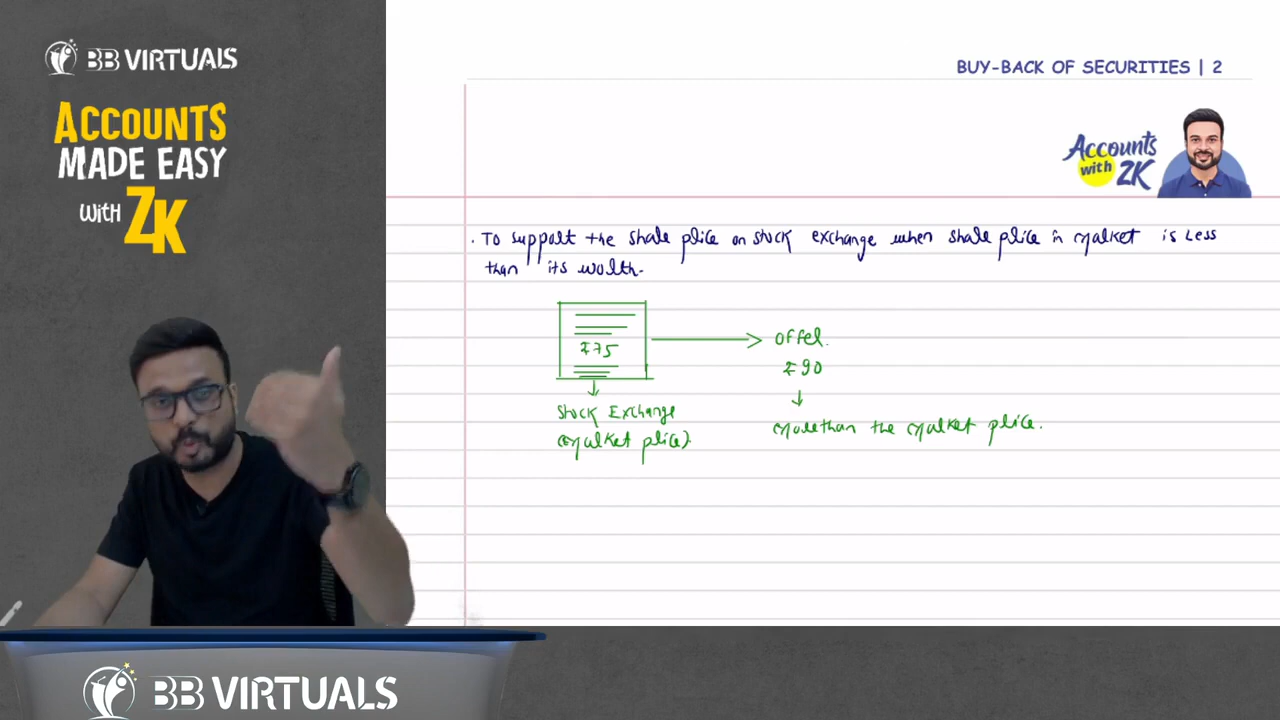 BB VIRTUALS
ACCOUNTS
MADE EASY
WITH ZK
BUY-BACK OF SECURITIES | 2
Accounts
with ZK
. To support the share price on stock exchange when share price in market is Less
than its worth.
₹75
offer.
₹90
Stock Exchange
(Market price)
More than the market price.
BB VIRTUALS